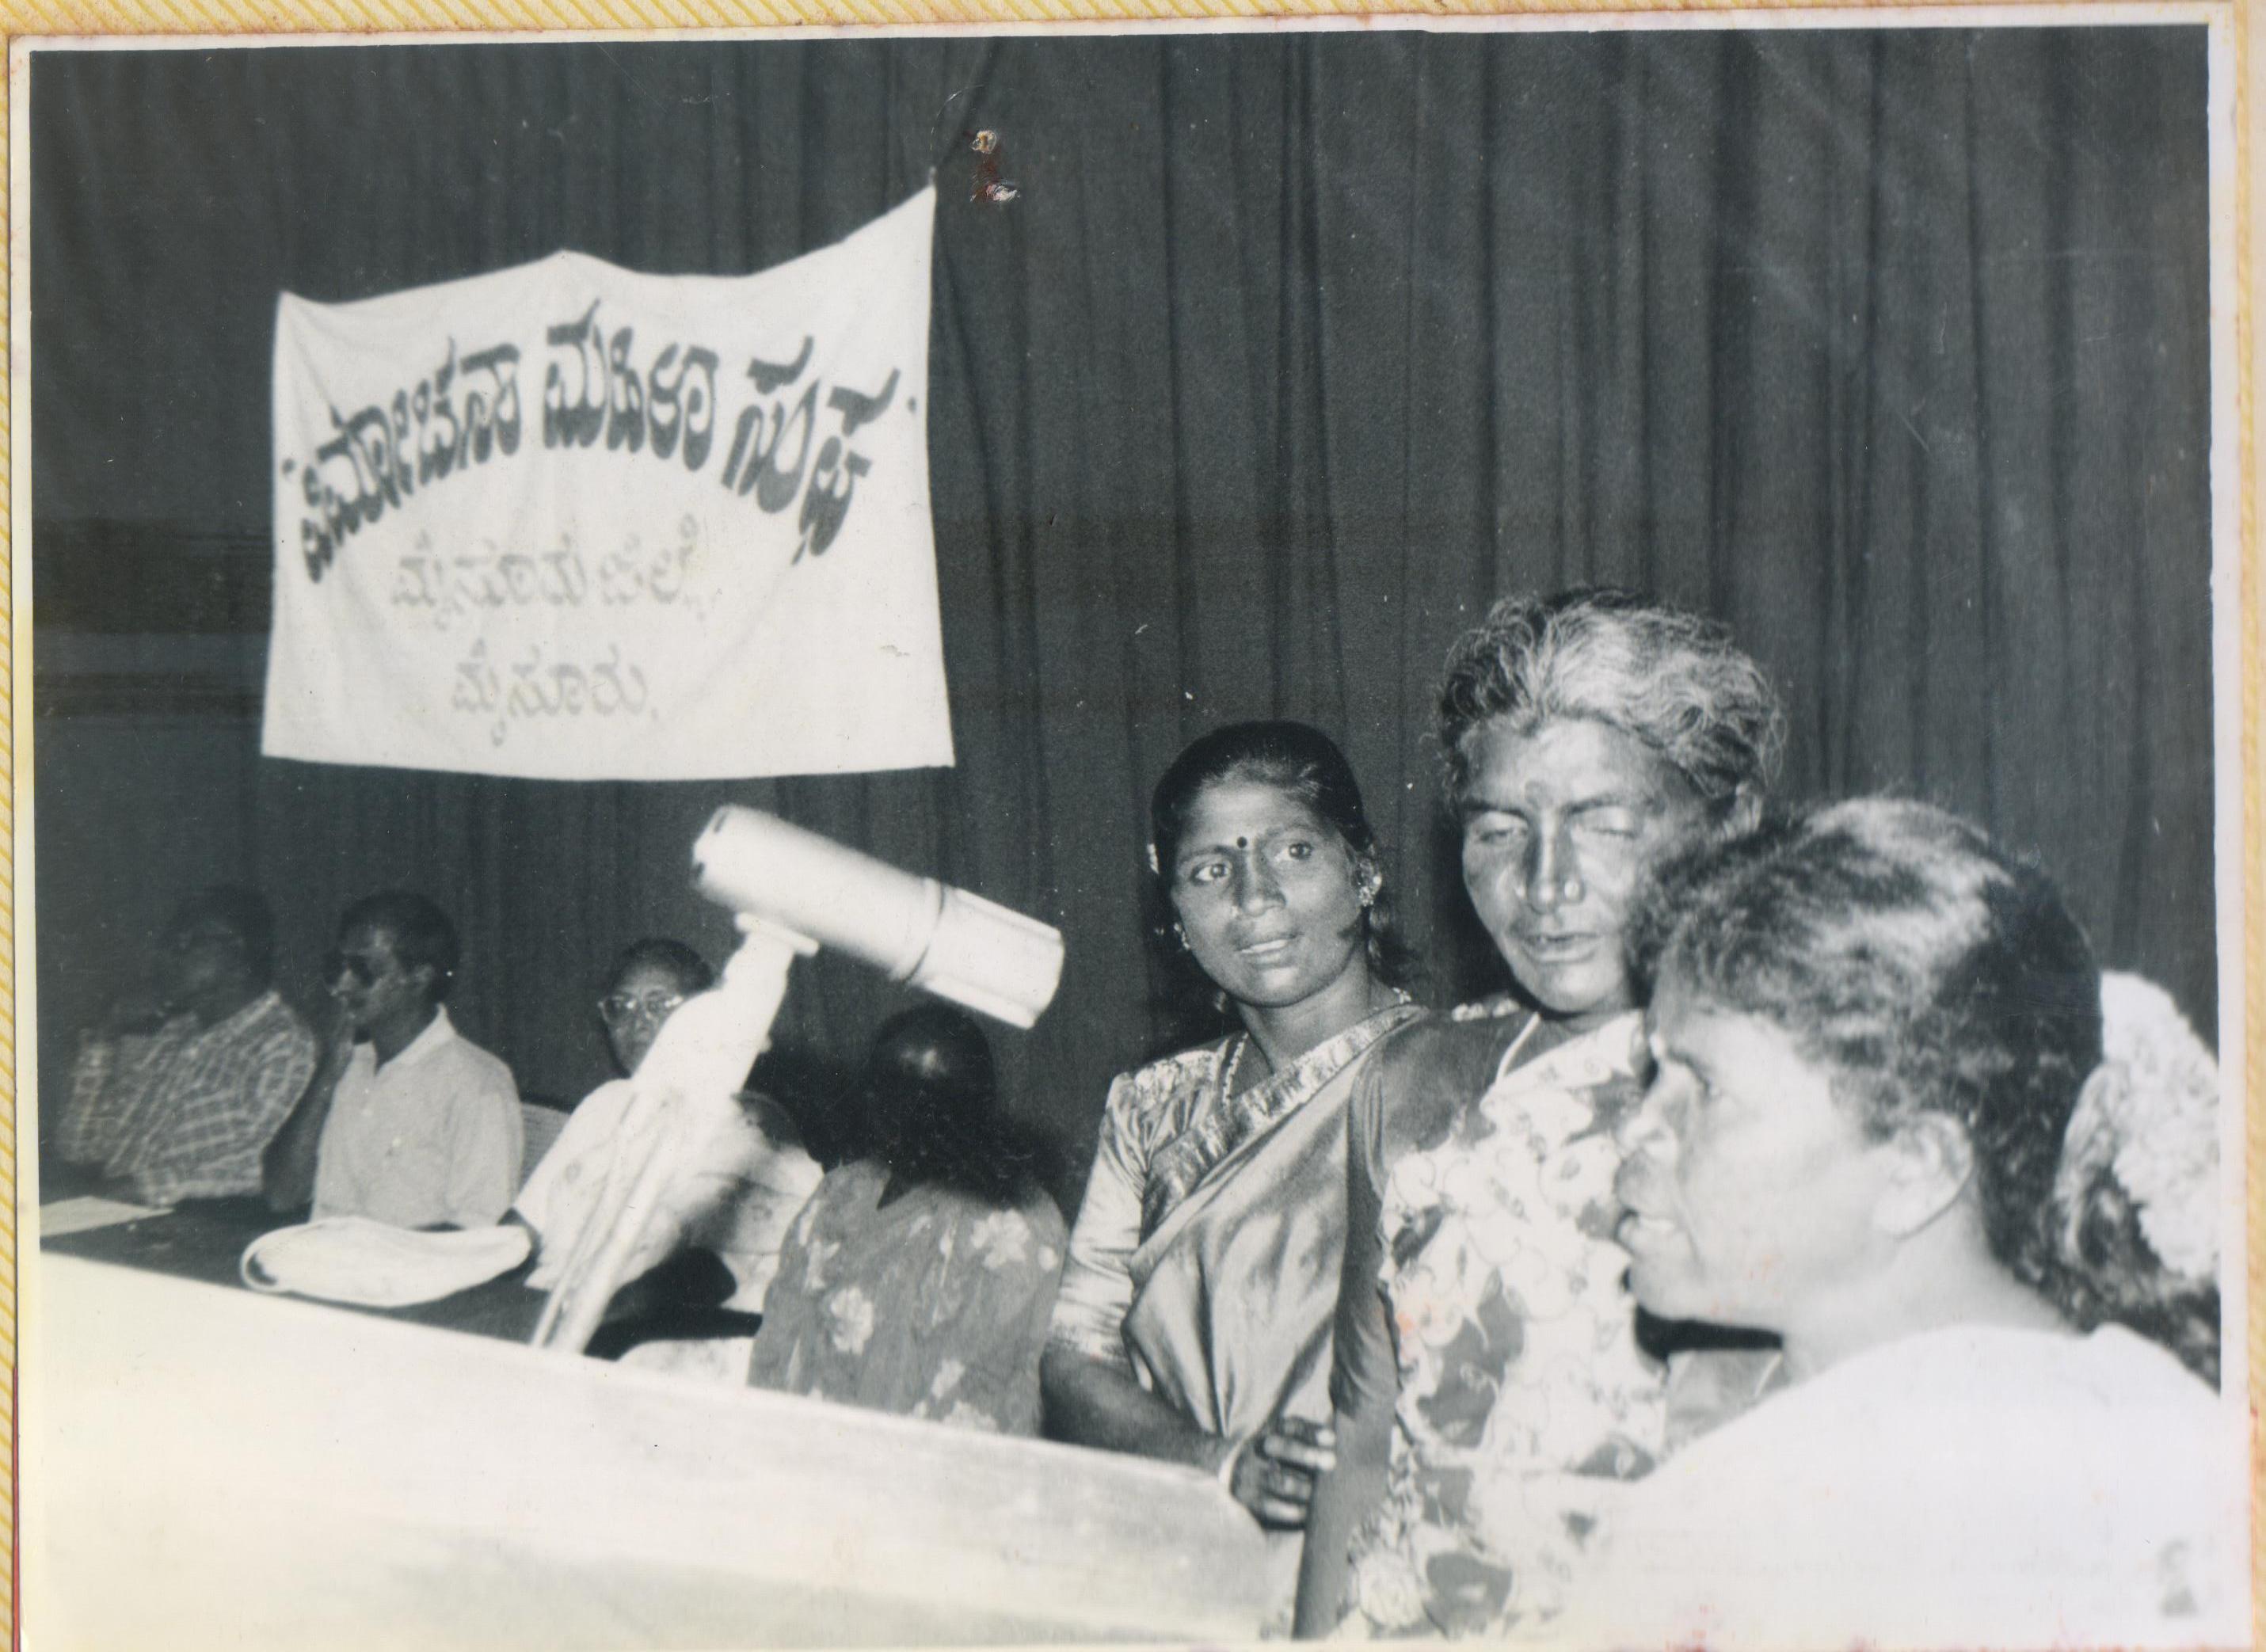 "ವಿಮೋಚನಾ ಮಹಿಳಾ ಸಂಘ"
ಮೈಸೂರು ಜಿಲ್ಲೆ
ಮೈಸೂರು.